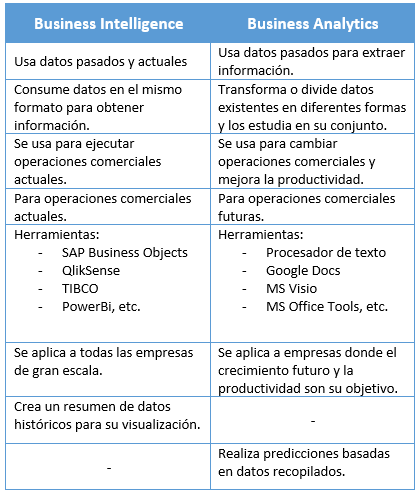 Business Intelligence
Business Analytics
Usa datos pasados y actuales
Usa datos pasados para extraer
información.
Consume datos en el mismo
formato para obtener
información.
Transforma o divide datos
existentes en diferentes formas
y los estudia en su conjunto.
Se usa para ejecutar
operaciones comerciales
actuales.
Se usa para cambiar
operaciones comerciales y
mejora la productividad.
Para operaciones comerciales
actuales.
Para operaciones comerciales
futuras.
Herramientas:
- SAP Business Objects
- QlikSense
- TIBCO
- PowerBi, etc.
Herramientas:
- Procesador de texto
- Google Docs
- MS Visio
- MS Office Tools, etc.
Se aplica a todas las empresas
de gran escala.
Se aplica a empresas donde el
crecimiento futuro y la
productividad son su objetivo.
Crea un resumen de datos
históricos para su visualización.
-
-
Realiza predicciones basadas
en datos recopilados.